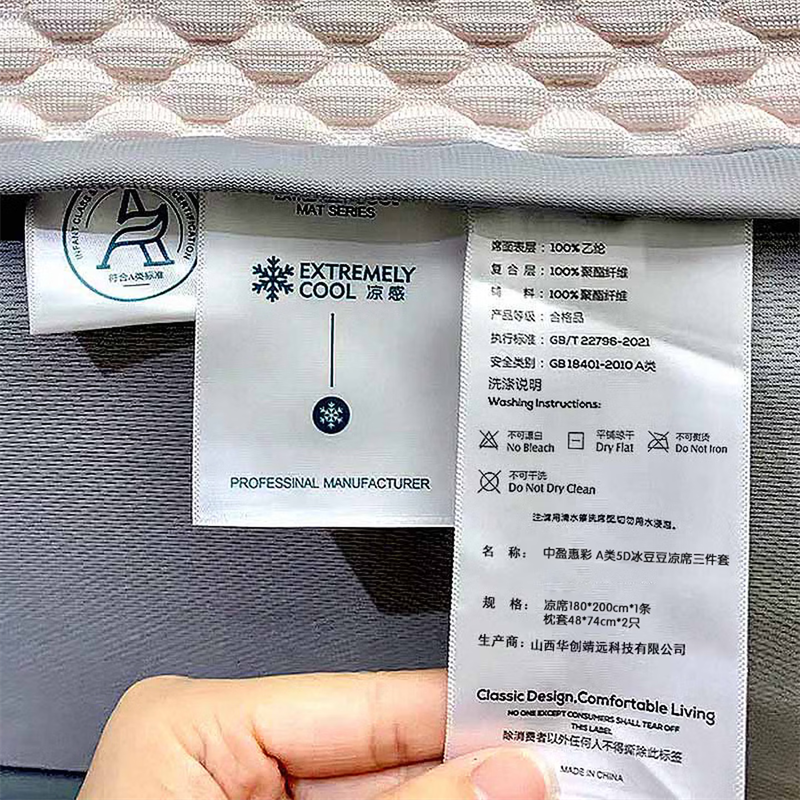 INFANT CLASS A
CERTIFICATION
符合A类标准
MAT SERIES
EXTREMELY
COOL 凉感
PROFESSINAL MANUFACTURER
席面表层：100%乙纶
复合层：100%聚酯纤维
辅 料：100%聚酯纤维
产品等级：合格品
执行标准：GB/T 22796-2021
安全类别：GB 18401-2010 A类
洗涤说明
Washing Instructions:
不可漂白 平铺晾干 不可熨烫
No Bleach Dry Flat Do Not Iron
不可干洗
Do Not Dry Clean
名 称： 中盈惠彩 A类5D冰豆豆凉席三件套
规 格： 凉席180*200cm*1条
枕套48*74cm*2只
生产商：山西华创靖远科技有限公司
Classic Design,Comfortable Living
NO ONE EXCEPT CONSUMERS SHALL TEAR OFF
THIS LABEL
除消费者以外任何人不得撕除此标签
MADE IN CHINA